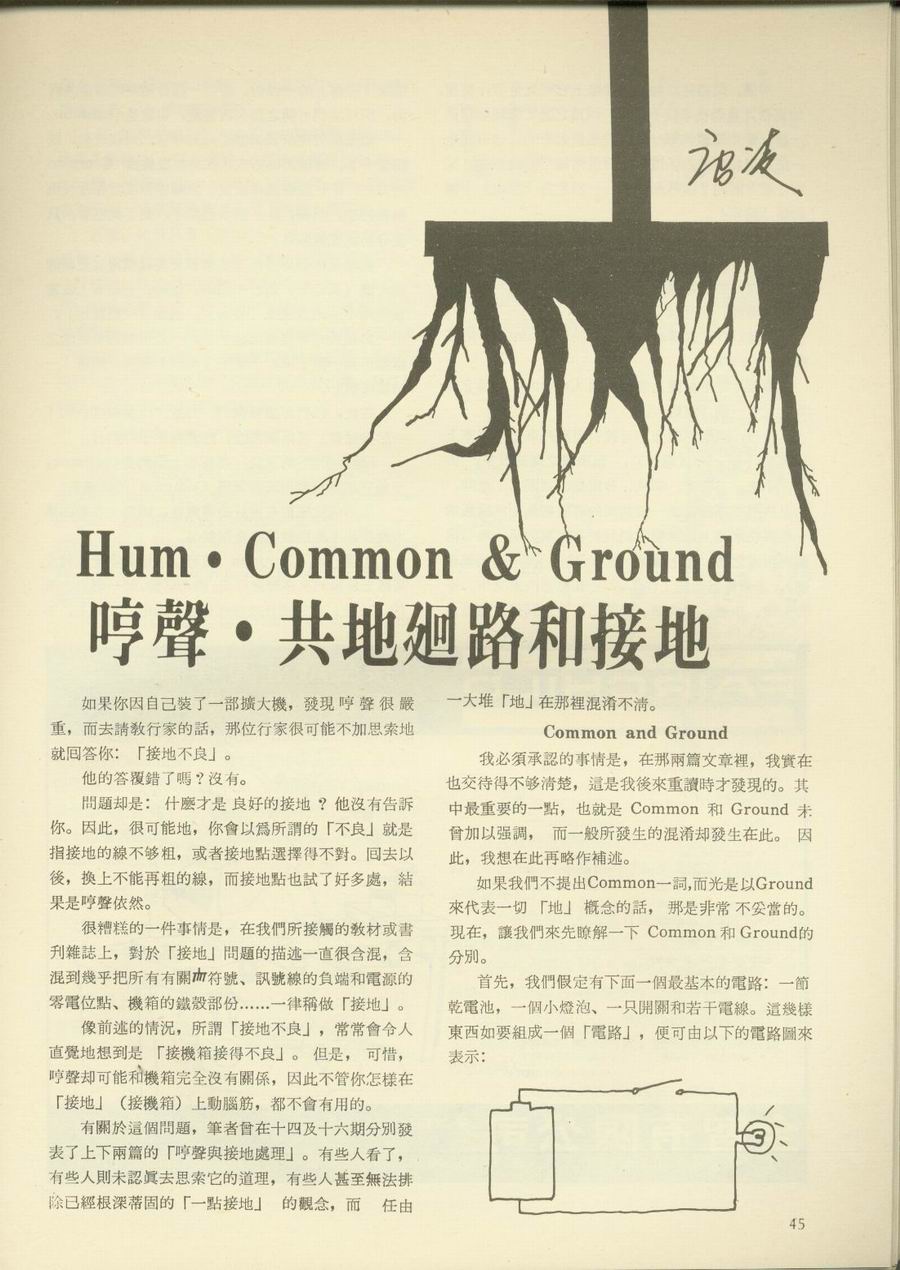 唐凌
Hum・Common & Ground
哼聲・共地廻路和接地
如果你因自己裝了一部擴大機，發現哼聲很嚴
重，而去請教行家的話，那位行家很可能不加思索地
就囘答你：「接地不良」。
他的答覆錯了嗎？沒有。
問題却是： 什麽才是良好的接地？他沒有告訴
你。因此，很可能地，你會以爲所謂的「不良」就是
指接地的線不够粗，或者接地點選擇得不對。囘去以
後，換上不能再粗的線，而接地點也試了好多處，結
果是哼聲依然。
很糟糕的一件事情是，在我們所接觸的教材或書
刋雜誌上，對於「接地」問題的描述一直很含混，含
混到幾乎把所有有關符號、訊號線的負端和電源的
零電位點、機箱的鐵殼部份……一律稱做「接地」。
像前述的情況，所謂「接地不良」，常常會令人
直覺地想到是「接機箱接得不良」。但是， 可惜，
哼聲却可能和機箱完全沒有關係，因此不管你怎樣在
「接地」（接機箱）上動腦筋，都不會有用的。
有關於這個問題，筆者曾在十四及十六期分別發
表了上下兩篇的「哼聲與接地處理」。有些人看了，
有些人則未認眞去思索它的道理，有些人甚至無法排
除已經根深蒂固的「一點接地」 的觀念，而 任由
一大堆「地」在那裡混淆不淸。
Common and Ground
我必須承認的事情是，在那兩篇文章裡，我實在
也交待得不够淸楚，這是我後來重讀時才發現的。其
中最重要的一點，也就是 Common 和 Ground 未
曾加以强調， 而一般所發生的混淆却發生在此。 因
此，我想在此再略作補述。
如果我們不提出Common一詞,而光是以Ground
來代表一切 「地」 概念的話， 那是非常不妥當的。
現在，讓我們來先瞭解一下 Common 和 Ground的
分別。
首先，我們假定有下面一個最基本的電路：一節
乾電池，一個小燈泡、一只開關和若干電線。這幾樣
東西如要組成一個「電路」，便可由以下的電路圖來
表示：
45